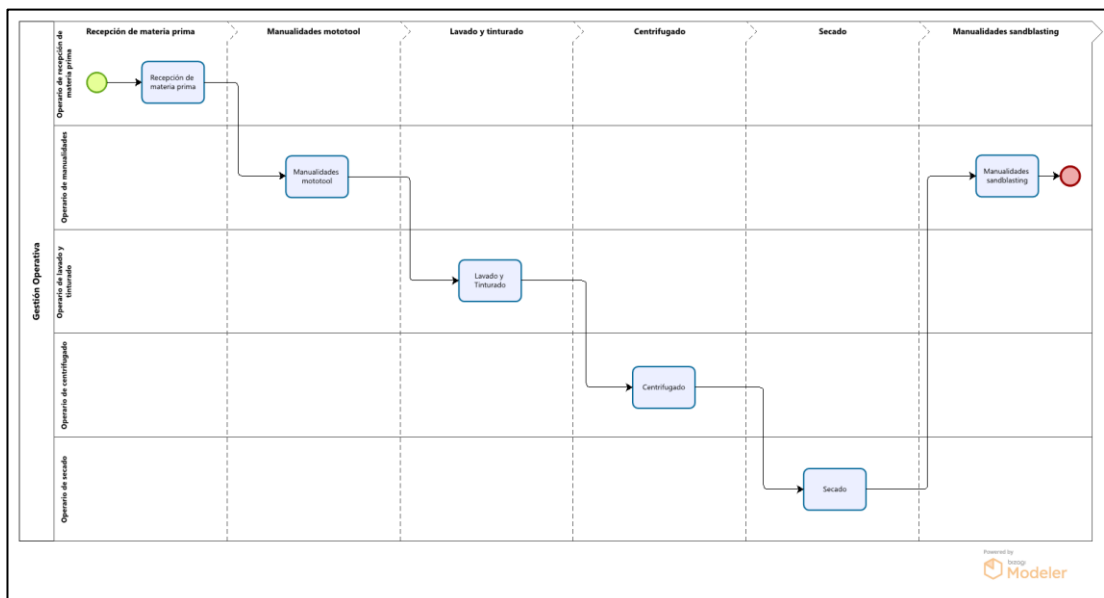 Recepción de materia prima
Manualidades mototool
Lavado y tinturado
Centrifugado
Secado
Manualidades sandblasting
Gestión Operativa
Operario de recepción de
materia prima
Recepción de
materia prima
Operario de manualidades
Manualidades
mototool
Manualidades
sandblasting
Operario de lavado y
tinturado
Lavado y
Tinturado
Operario de centrifugado
Centrifugado
Operario de secado
Secado
Powered by
bizagi
Modeler